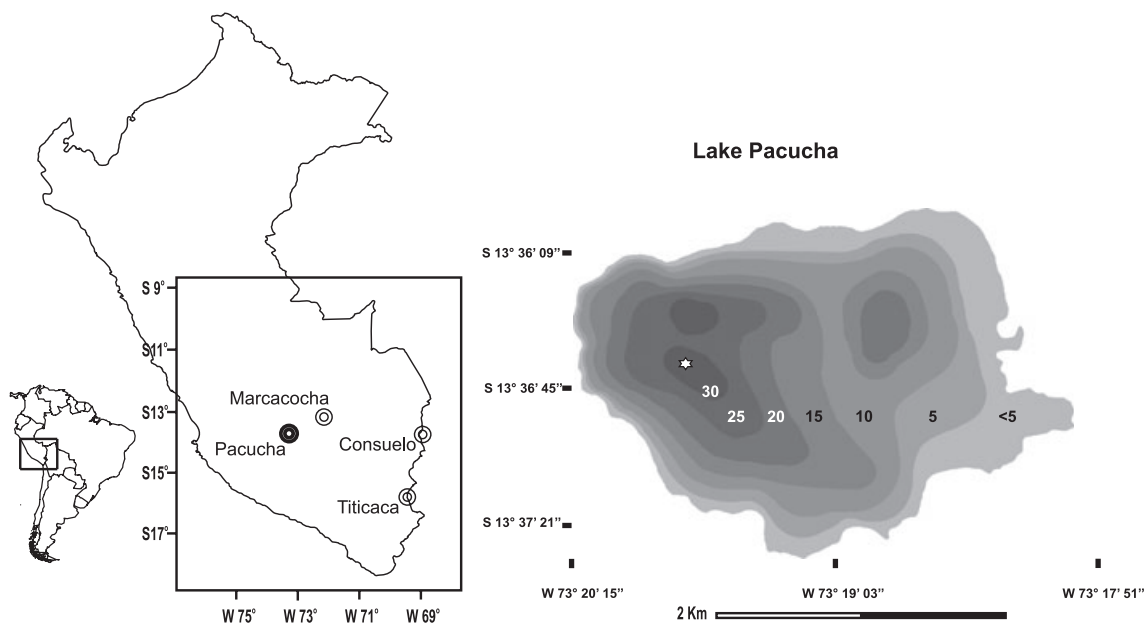 Lake Pacucha
S 13° 36' 09"
S 9°
S11°
S 13° 36' 45"
30
Marcacocha
25 20 15 10 5 <5
S13°
Pacucha
Consuelo
S15°
Titicaca
S 13° 37' 21"
S17°
W 73° 20' 15" W 73° 19' 03" W 73° 17' 51"
W 75° W 73° W 71° W 69°
2 Km